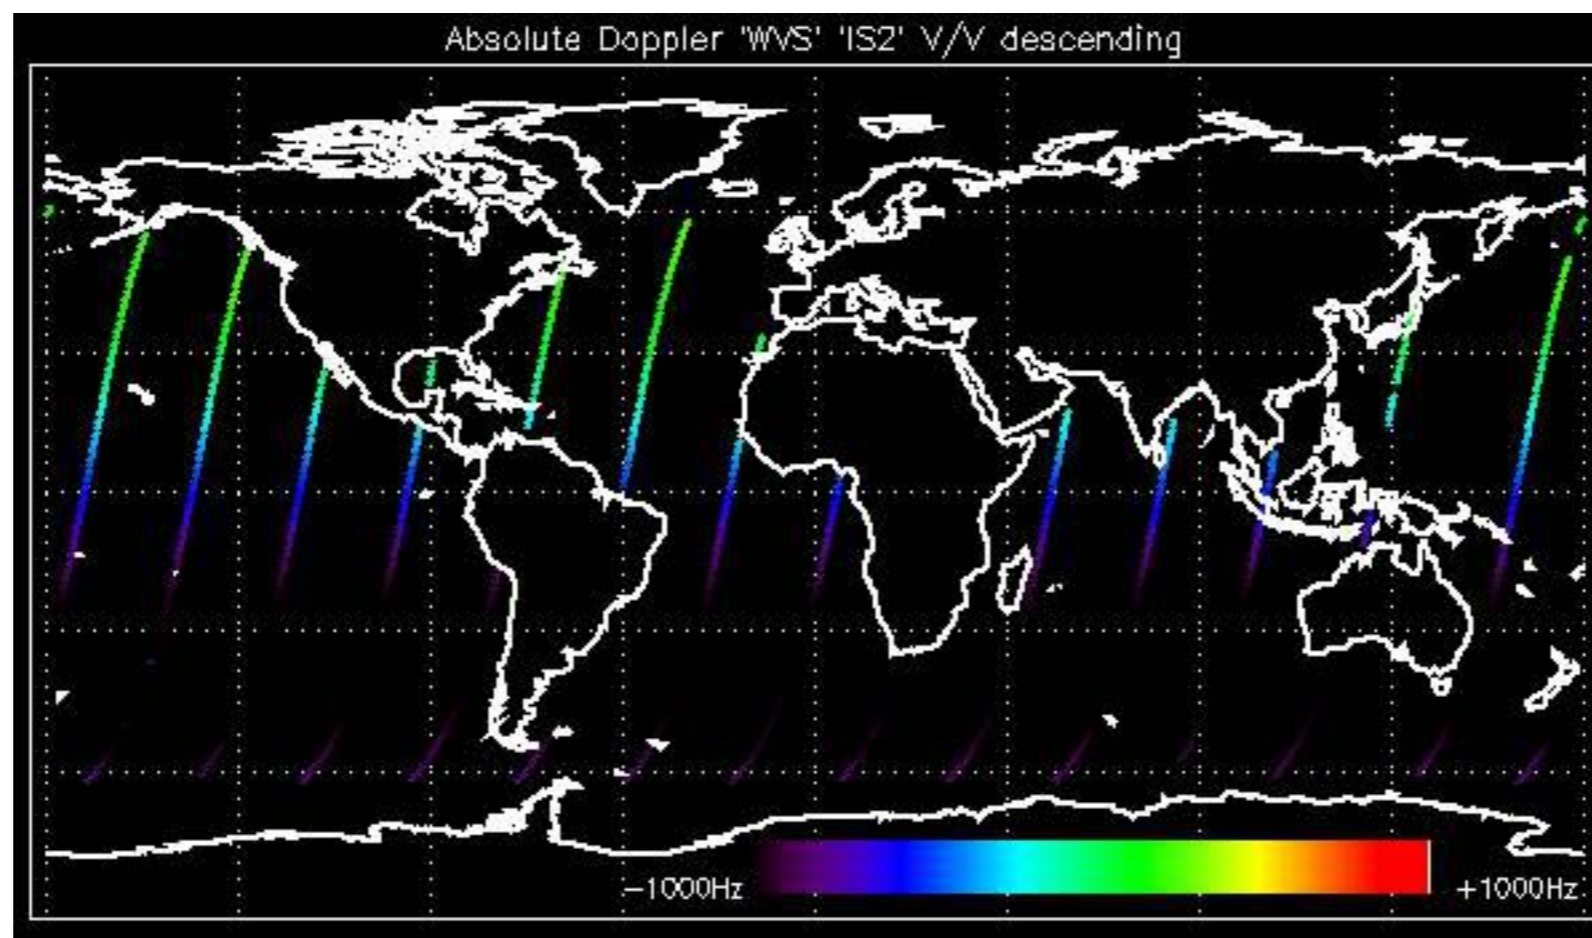 Absolute Doppler 'WVS' 'IS2' V/V descending
-1000Hz +1000Hz